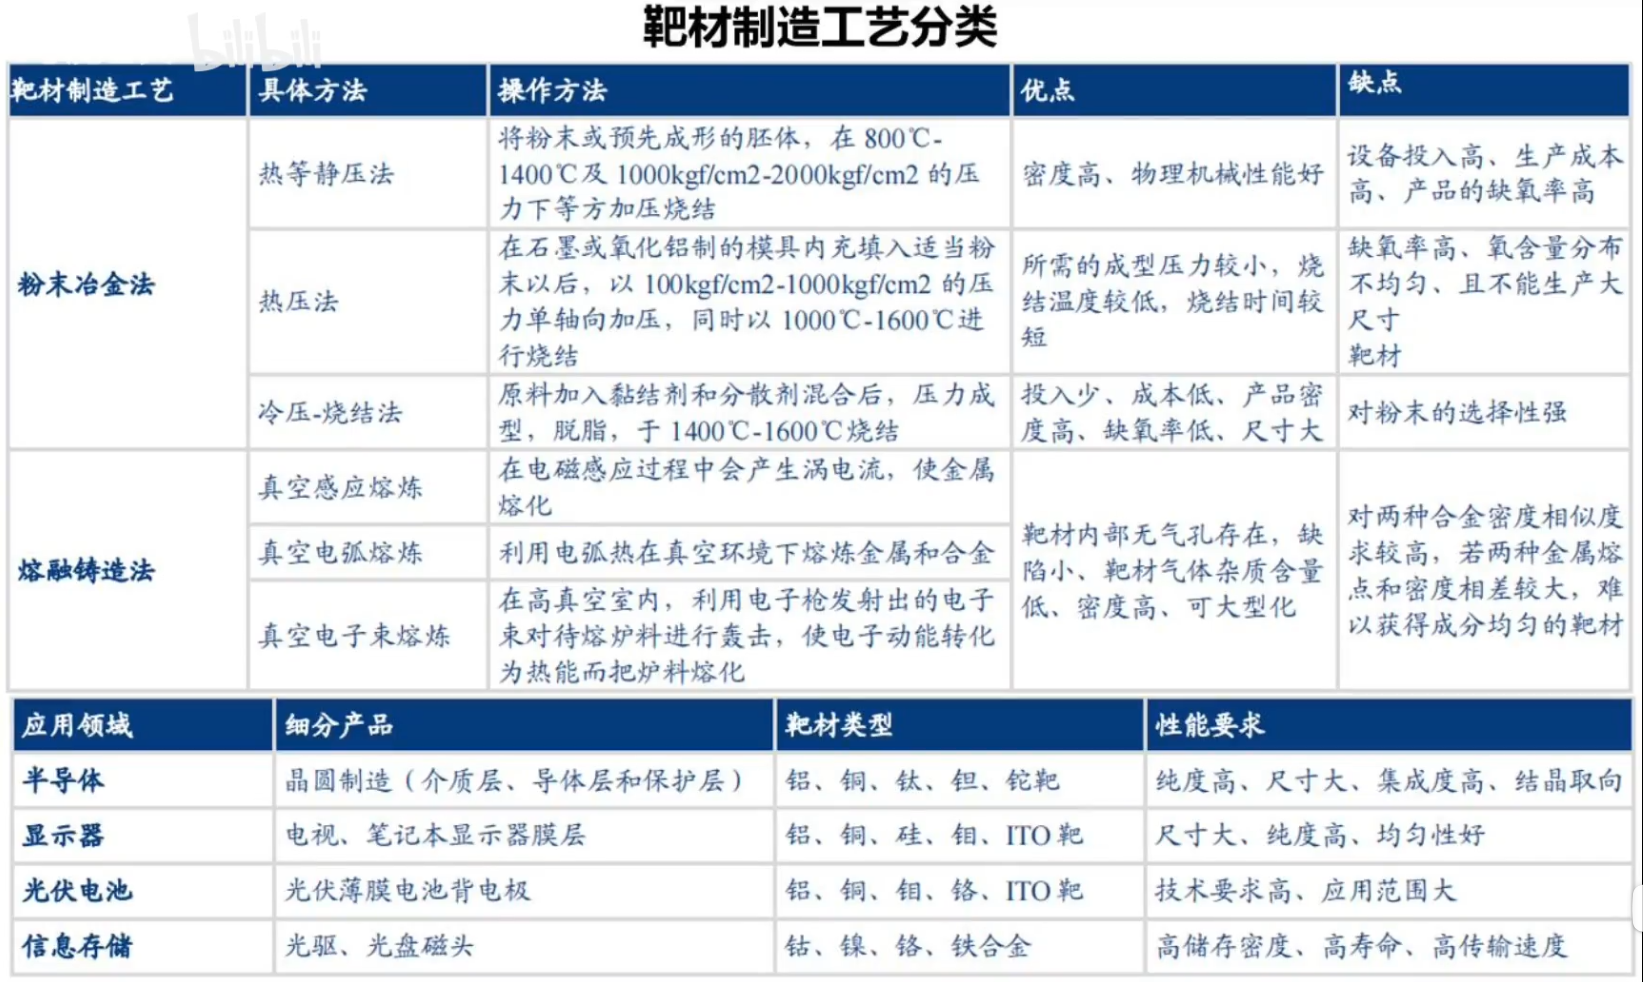 靶材制造工艺分类
bilibili
靶材制造工艺
具体方法
操作方法
优点
缺点
粉末冶金法
热等静压法
将粉末或预先成形的胚体，在 800℃-
1400℃及 1000kgf/cm2-2000kgf/cm2 的压
力下等方加压烧结
密度高、物理机械性能好
设备投入高、生产成本
高、产品的缺氧率高
热压法
在石墨或氧化铝制的模具内充填入适当粉
末以后，以 100kgf/cm2-1000kgf/cm2 的压
力单轴向加压，同时以 1000℃-1600℃进
行烧结
所需的成型压力较小，烧
结温度较低，烧结时间较
短
缺氧率高、氧含量分布
不均匀、且不能生产大
尺寸
靶材
冷压-烧结法
原料加入黏结剂和分散剂混合后，压力成
型，脱脂，于 1400℃-1600℃烧结
投入少、成本低、产品密
度高、缺氧率低、尺寸大
对粉末的选择性强
熔融铸造法
真空感应熔炼
在电磁感应过程中会产生涡电流，使金属
熔化
真空电弧熔炼
利用电弧热在真空环境下熔炼金属和合金
真空电子束熔炼
在高真空室内，利用电子枪发射出的电子
束对待熔炉料进行轰击，使电子动能转化
为热能而把炉料熔化
靶材内部无气孔存在，缺
陷小、靶材气体杂质含量
低、密度高、可大型化
对两种合金密度相似度
求较高，若两种金属熔
点和密度相差较大，难
以获得成分均匀的靶材
应用领域
细分产品
靶材类型
性能要求
半导体
晶圆制造（介质层、导体层和保护层）
铝、铜、钛、钽、铊靶
纯度高、尺寸大、集成度高、结晶取向
显示器
电视、笔记本显示器膜层
铝、铜、硅、钼、ITO 靶
尺寸大、纯度高、均匀性好
光伏电池
光伏薄膜电池背电极
铝、铜、钼、铬、ITO 靶
技术要求高、应用范围大
信息存储
光驱、光盘磁头
钴、镍、铬、铁合金
高储存密度、高寿命、高传输速度